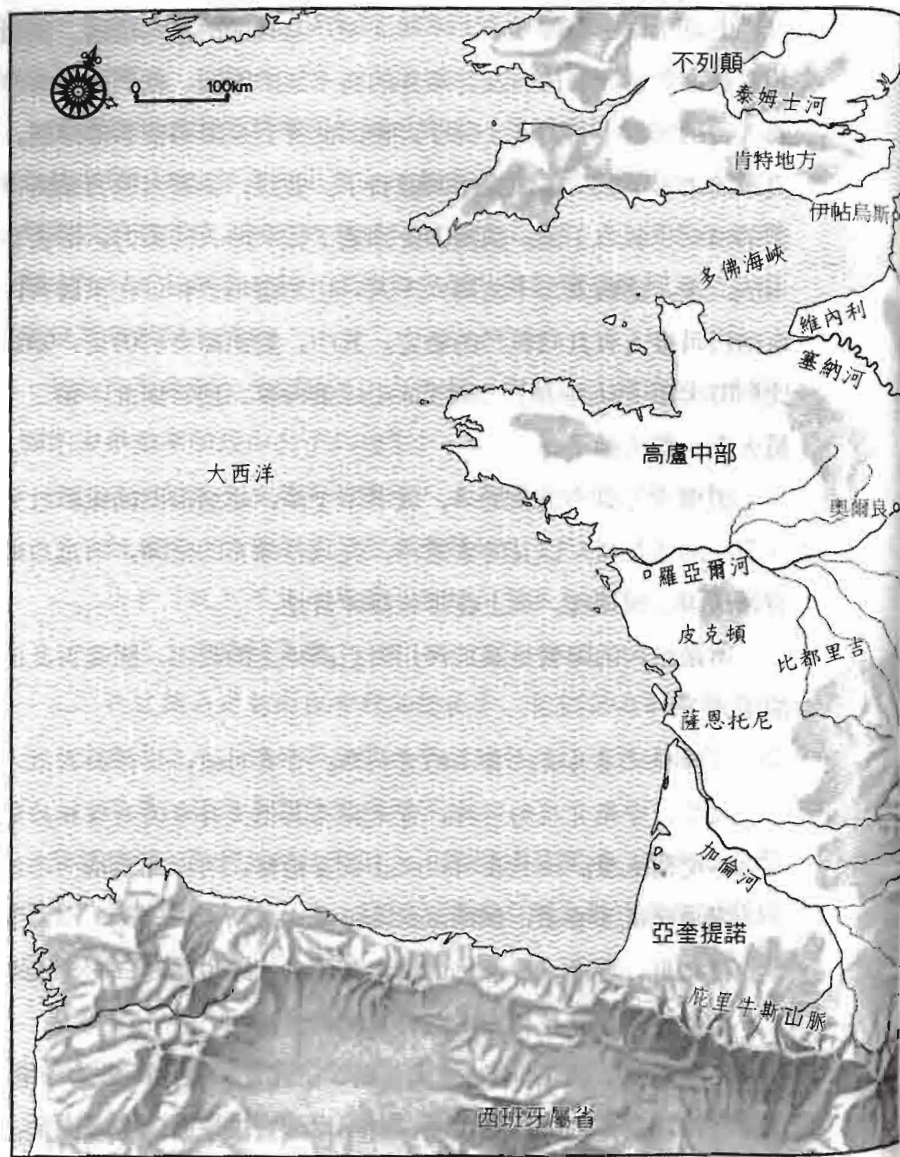 不列顛
0 100km
泰姆士河
肯特地方
伊帖烏斯
多佛海峽
維內利
塞納河
高盧中部
大西洋
奧爾良
羅亞爾河
皮克頓
比都里吉
薩恩托尼
加倫河
亞奎提諾
庇里牛斯山脈
西班牙屬省